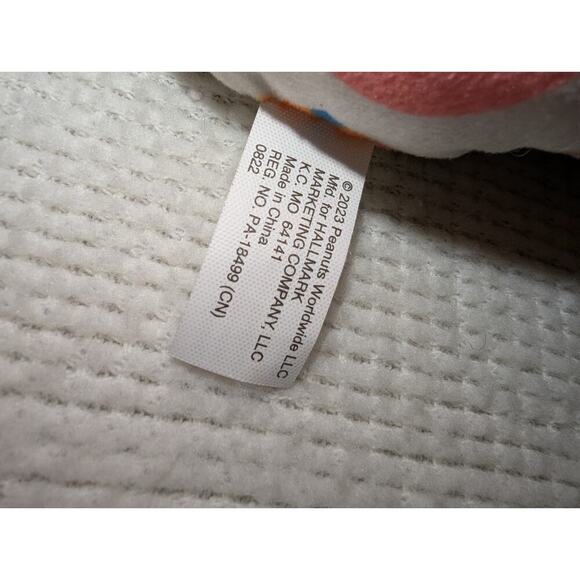 © 2023 Peanuts Worldwide LLC
Mfd. for HALLMARK
MARKETING COMPANY, LLC
K.C. MO 64141
Made in China
REG. NO. PA-18499 (CN)
0822